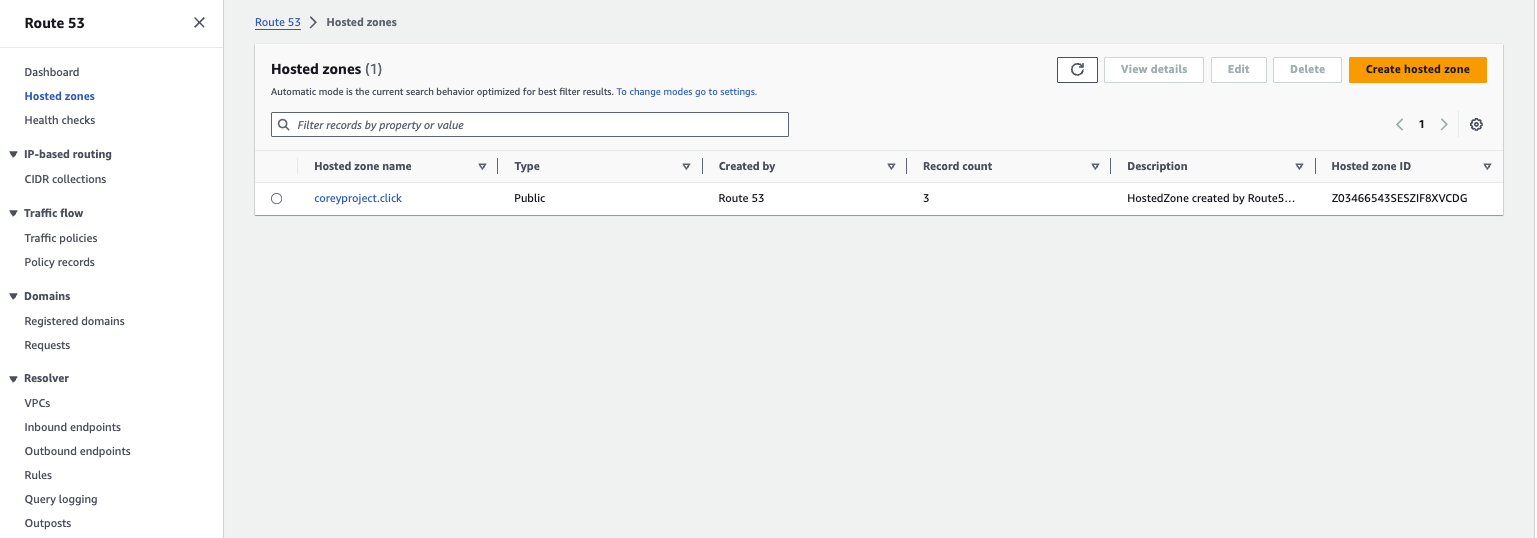 Route 53
Dashboard
Hosted zones
Health checks
IP-based routing
CIDR collections
Traffic flow
Traffic policies
Policy records
Domains
Registered domains
Requests
Resolver
VPCs
Inbound endpoints
Outbound endpoints
Rules
Query logging
Outposts
Route 53 > Hosted zones
Hosted zones (1)
View details Edit Delete Create hosted zone
Automatic mode is the current search behavior optimized for best filter results. To change modes go to settings.
Filter records by property or value
1
Hosted zone name Type Created by Record count Description Hosted zone ID
coreyproject.click Public Route 53 3 HostedZone created by Route5... Z03466543SESZIF8XVCDG